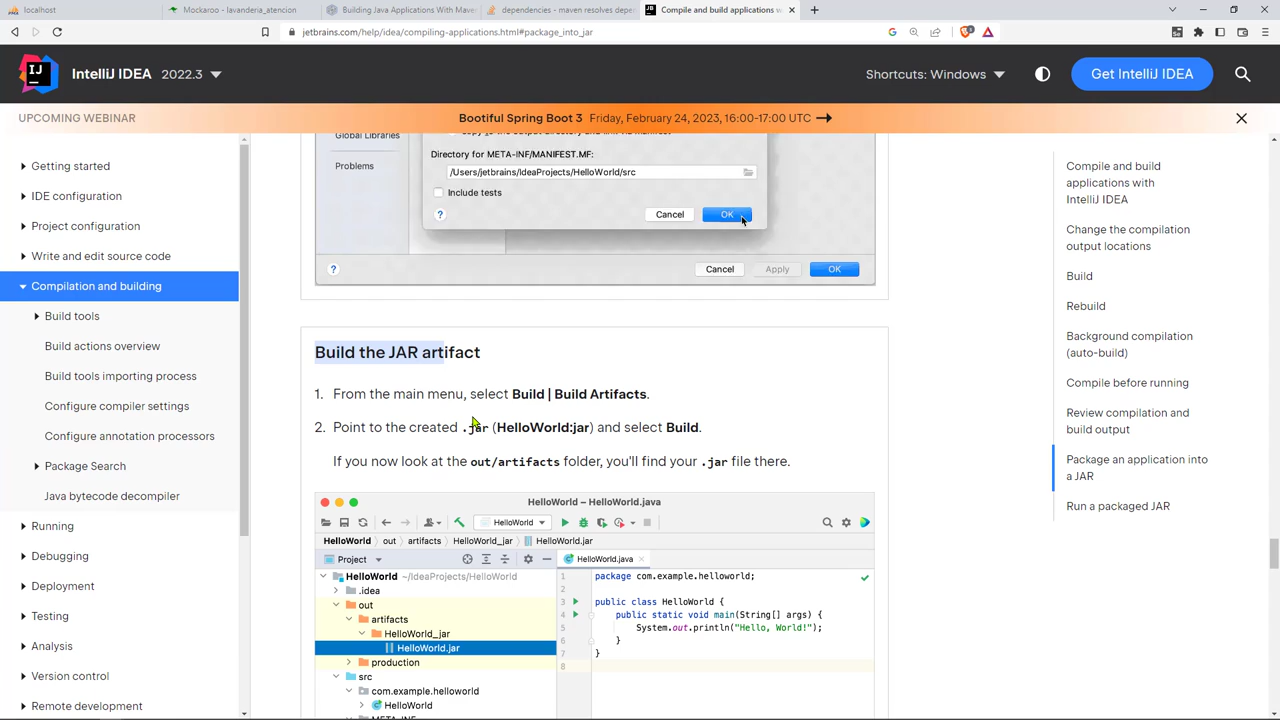 localhost
Mockaroo - lavanderia_atencion
Building Java Applications With Maven
dependencies - maven resolves depe
Compile and build applications w
jetbrains.com/help/idea/compiling-applications.html#package_into_jar
IntelliJ IDEA 2022.3
Shortcuts: Windows
Get IntelliJ IDEA
UPCOMING WEBINAR
Bootiful Spring Boot 3 Friday, February 24, 2023, 16:00-17:00 UTC
Getting started
IDE configuration
Project configuration
Write and edit source code
Compilation and building
Build tools
Build actions overview
Build tools importing process
Configure compiler settings
Configure annotation processors
Package Search
Java bytecode decompiler
Running
Debugging
Deployment
Testing
Analysis
Version control
Remote development
Global Libraries
Problems
Directory for META-INF/MANIFEST.MF:
/Users/jetbrains/IdeaProjects/HelloWorld/src
Include tests
? Cancel OK
? Cancel Apply OK
Build the JAR artifact
1. From the main menu, select Build | Build Artifacts.
2. Point to the created .jar (HelloWorld:jar) and select Build.
If you now look at the out/artifacts folder, you'll find your .jar file there.
HelloWorld – HelloWorld.java
HelloWorld
HelloWorld out artifacts HelloWorld_jar HelloWorld.jar
Project
HelloWorld.java
HelloWorld ~/IdeaProjects/HelloWorld
.idea
out
artifacts
HelloWorld_jar
HelloWorld.jar
production
src
com.example.helloworld
HelloWorld
1 package com.example.helloworld;
2
3 public class HelloWorld {
4 public static void main(String[] args) {
5 System.out.println("Hello, World!");
6 }
7 }
8
Compile and build
applications with
IntelliJ IDEA
Change the compilation
output locations
Build
Rebuild
Background compilation
(auto-build)
Compile before running
Review compilation and
build output
Package an application into
a JAR
Run a packaged JAR